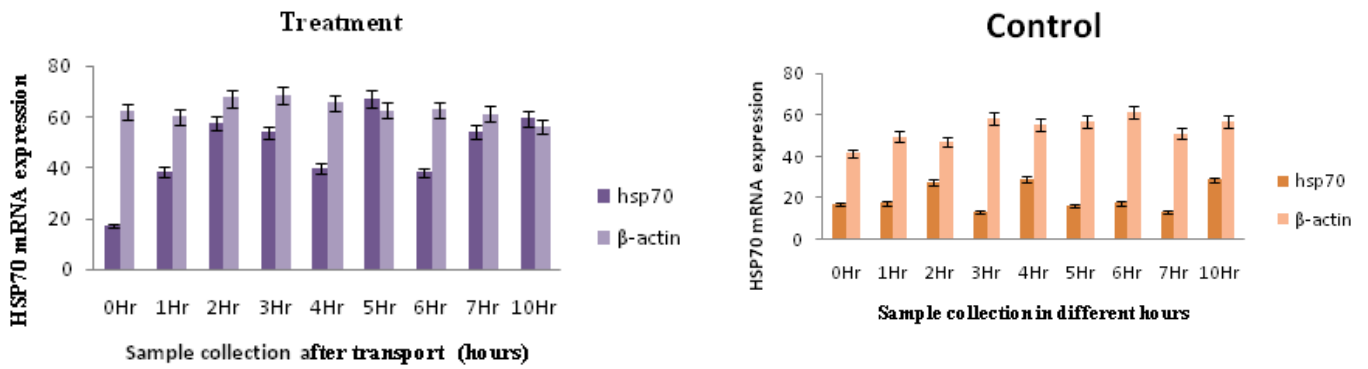 Treatment
HSP70 mRNA expression
80
60
40
20
0
0Hr 1Hr 2Hr 3Hr 4Hr 5Hr 6Hr 7Hr 10Hr
Sample collection after transport (hours)
hsp70
β-actin
Control
HSP70 mRNA expression
80
60
40
20
0
0Hr 1Hr 2Hr 3Hr 4Hr 5Hr 6Hr 7Hr 10Hr
Sample collection in different hours
hsp70
β-actin